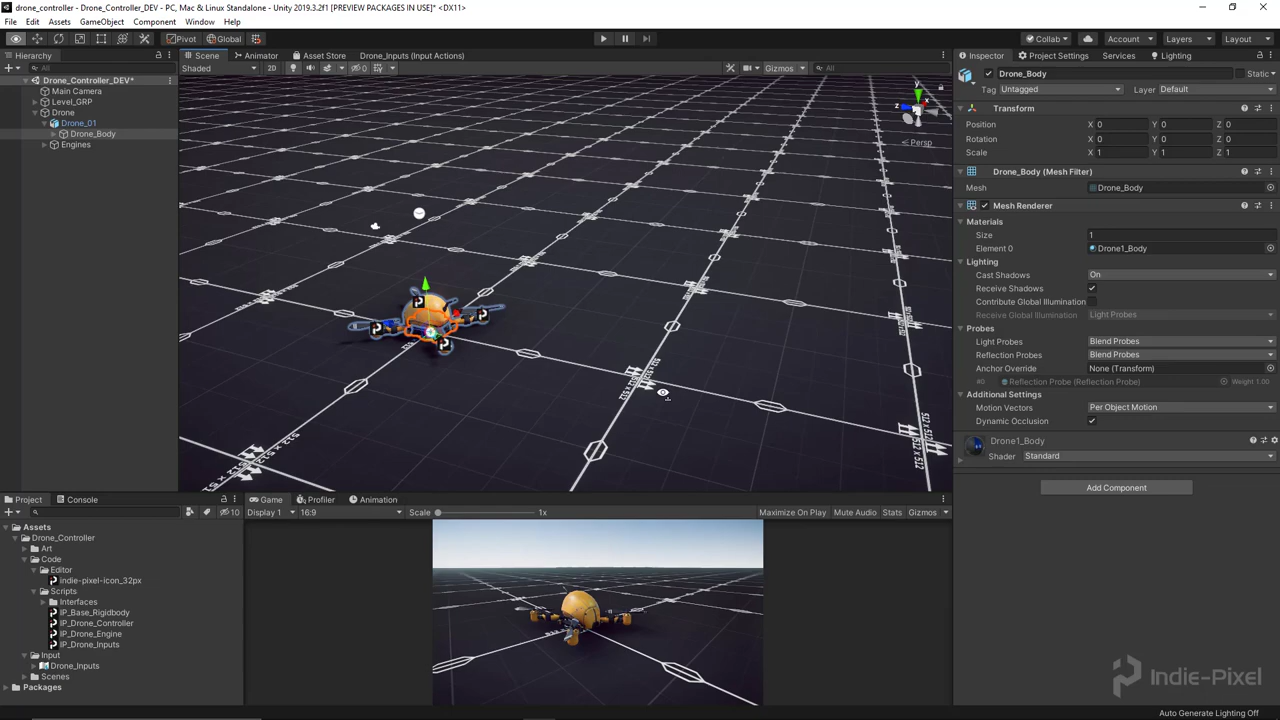 drone_controller - Drone_Controller_DEV - PC, Mac & Linux Standalone - Unity 2019.3.2f1 [PREVIEW PACKAGES IN USE]* <DX11>
File Edit Assets GameObject Component Window Help
Pivot Global Collab Account Layers Layout
Hierarchy
All
Drone_Controller_DEV*
Main Camera
Level_GRP
Drone
Drone_01
Drone_Body
Engines
Scene Animator Asset Store Drone_Inputs (Input Actions)
Shaded 2D 0 Gizmos All
y
x
z
Persp
512 x 512
Inspector Project Settings Services Lighting
Drone_Body Static
Tag Untagged Layer Default
Transform
Position X 0 Y 0 Z 0
Rotation X 0 Y 0 Z 0
Scale X 1 Y 1 Z 1
Drone_Body (Mesh Filter)
Mesh Drone_Body
Mesh Renderer
Materials
Size 1
Element 0 Drone1_Body
Lighting
Cast Shadows On
Receive Shadows
Contribute Global Illumination
Receive Global Illumination Light Probes
Probes
Light Probes Blend Probes
Reflection Probes Blend Probes
Anchor Override None (Transform)
#0 Reflection Probe (Reflection Probe) Weight 1.00
Additional Settings
Motion Vectors Per Object Motion
Dynamic Occlusion
Drone1_Body
Shader Standard
Add Component
Project Console
10
Assets
Drone_Controller
Art
Code
Editor
indie-pixel-icon_32px
Scripts
Interfaces
IP_Base_Rigidbody
IP_Drone_Controller
IP_Drone_Engine
IP_Drone_Inputs
Input
Drone_Inputs
Scenes
Packages
Game Profiler Animation
Display 1 16:9 Scale 1x Maximize On Play Mute Audio Stats Gizmos
Indie-Pixel
Auto Generate Lighting Off